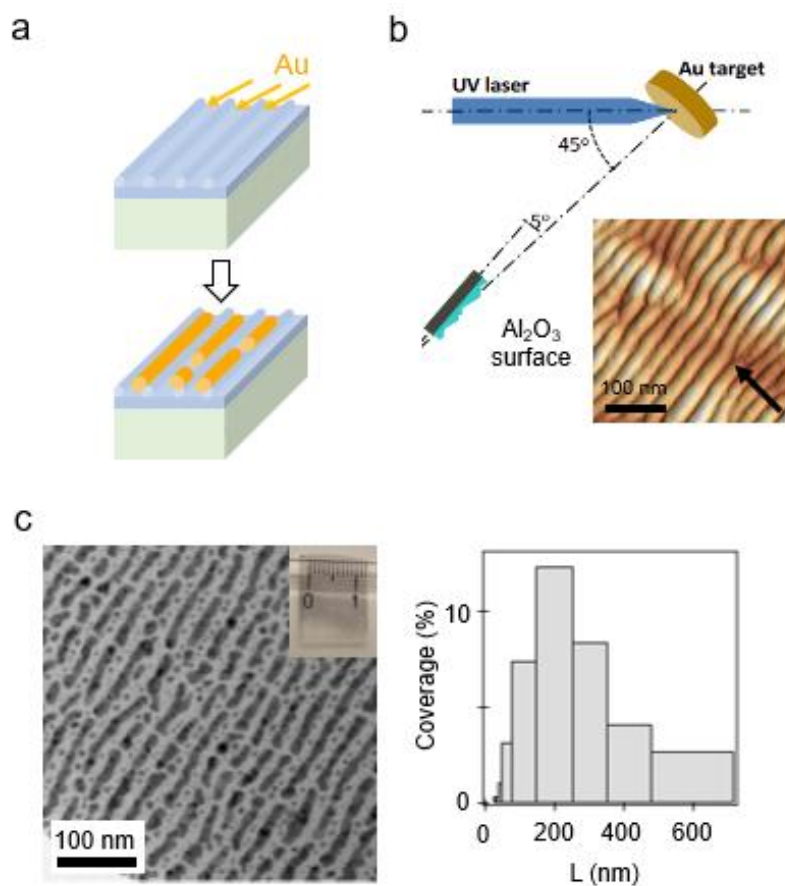 a
Au
b
UV laser
Au target
45°
5°
Al₂O₃
surface
100 nm
c
0 1
100 nm
Coverage (%)
10
0
0 200 400 600
L (nm)